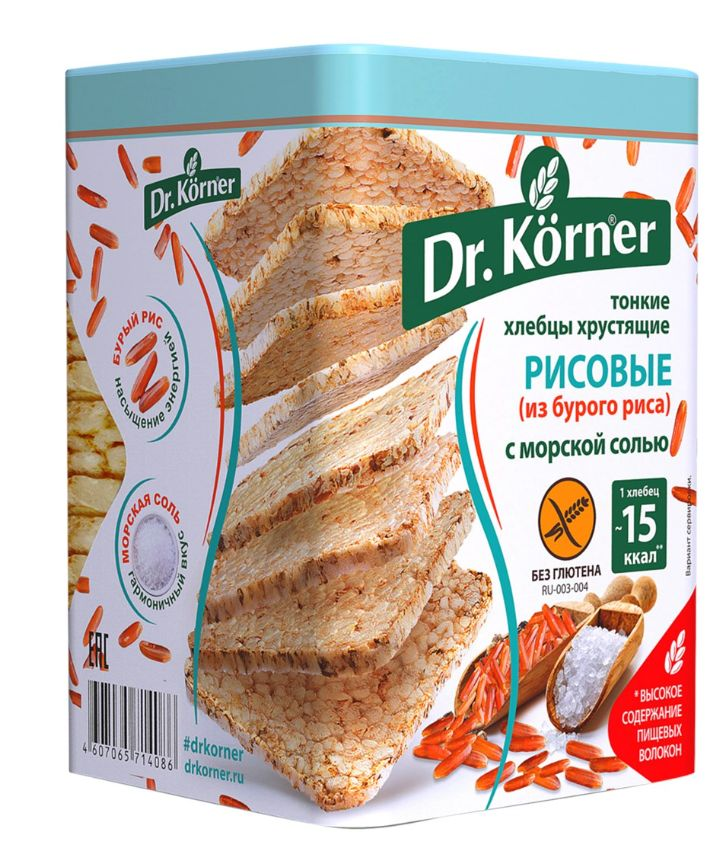 Dr. Körner
БУРЫЙ РИС
насыщение энергией
МОРСКАЯ СОЛЬ
гармоничный вкус
EAC
4 607065 714086
#drkorner
drkorner.ru
Dr. Körner®
тонкие
хлебцы хрустящие
РИСОВЫЕ
(из бурого риса)
с морской солью
БЕЗ ГЛЮТЕНА
RU-003-004
1 хлебец
~15
ккал**
Вариант сервировки.
*ВЫСОКОЕ
СОДЕРЖАНИЕ
ПИЩЕВЫХ
ВОЛОКОН